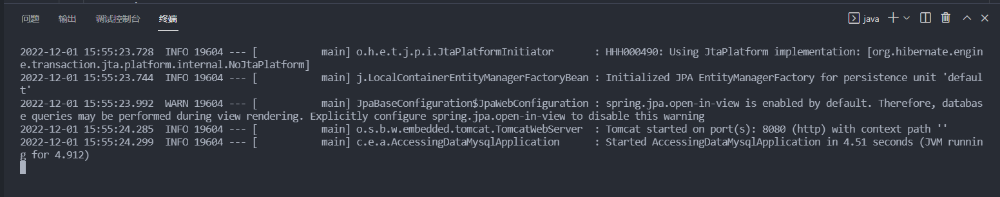 问题 输出 调试控制台 终端 java
2022-12-01 15:55:23.728  INFO 19604 --- [           main] o.h.e.t.j.p.i.JtaPlatformInitiator       : HHH000490: Using JtaPlatform implementation: [org.hibernate.engin
e.transaction.jta.platform.internal.NoJtaPlatform]
2022-12-01 15:55:23.744  INFO 19604 --- [           main] j.LocalContainerEntityManagerFactoryBean : Initialized JPA EntityManagerFactory for persistence unit 'defaul
t'
2022-12-01 15:55:23.992  WARN 19604 --- [           main] JpaBaseConfiguration$JpaWebConfiguration : spring.jpa.open-in-view is enabled by default. Therefore, databas
e queries may be performed during view rendering. Explicitly configure spring.jpa.open-in-view to disable this warning
2022-12-01 15:55:24.285  INFO 19604 --- [           main] o.s.b.w.embedded.tomcat.TomcatWebServer  : Tomcat started on port(s): 8080 (http) with context path ''
2022-12-01 15:55:24.299  INFO 19604 --- [           main] c.e.a.AccessingDataMysqlApplication      : Started AccessingDataMysqlApplication in 4.51 seconds (JVM runnin
g for 4.912)